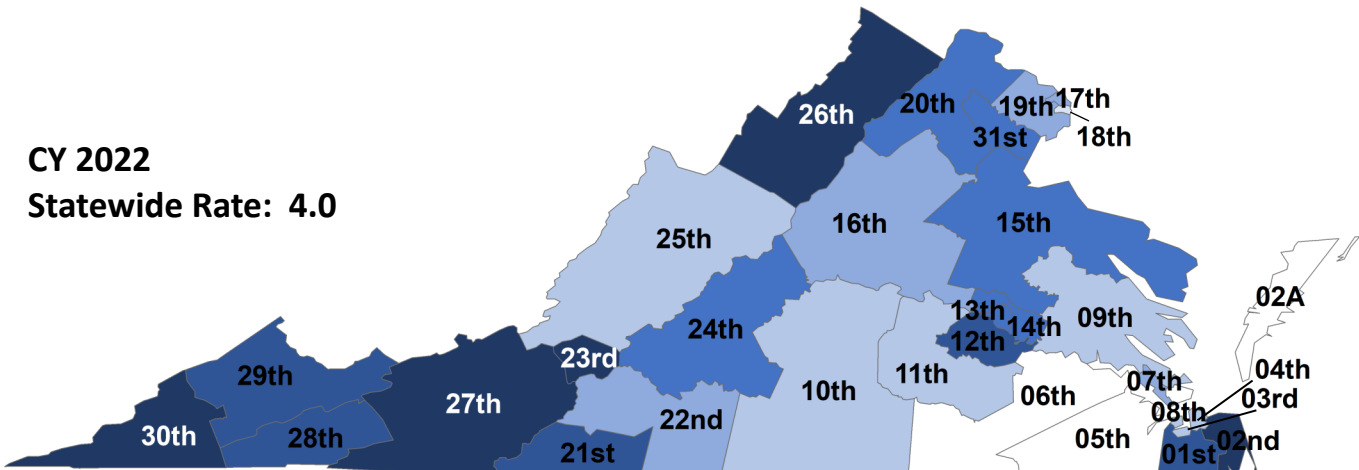 CY 2022
Statewide Rate: 4.0
26th
20th
19th
17th
18th
31st
25th
16th
15th
02A
24th
13th
14th
12th
09th
23rd
29th
27th
10th
11th
06th
07th
04th
03rd
08th
30th
28th
22nd
21st
05th
01st
02nd